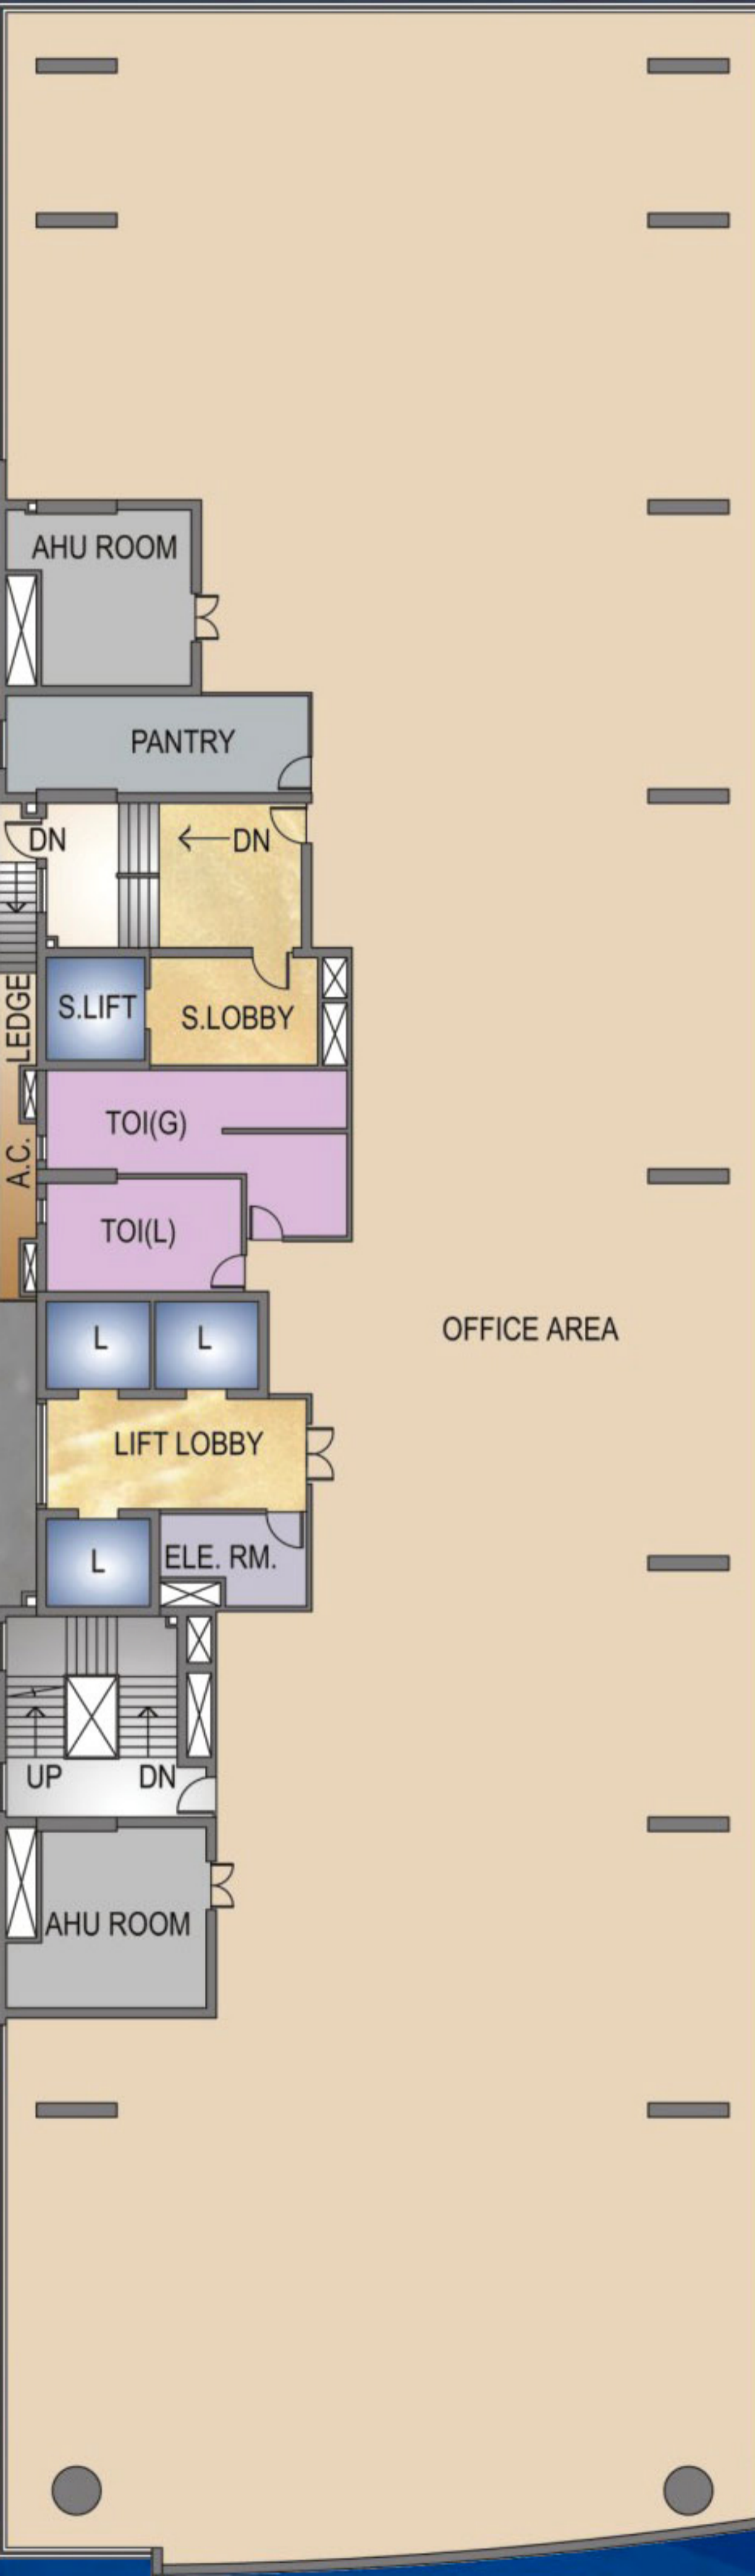 AHU ROOM
PANTRY
DN
←DN
S.LIFT
S.LOBBY
A.C. LEDGE
TOI(G)
TOI(L)
L
L
OFFICE AREA
LIFT LOBBY
L
ELE. RM.
UP
DN
AHU ROOM